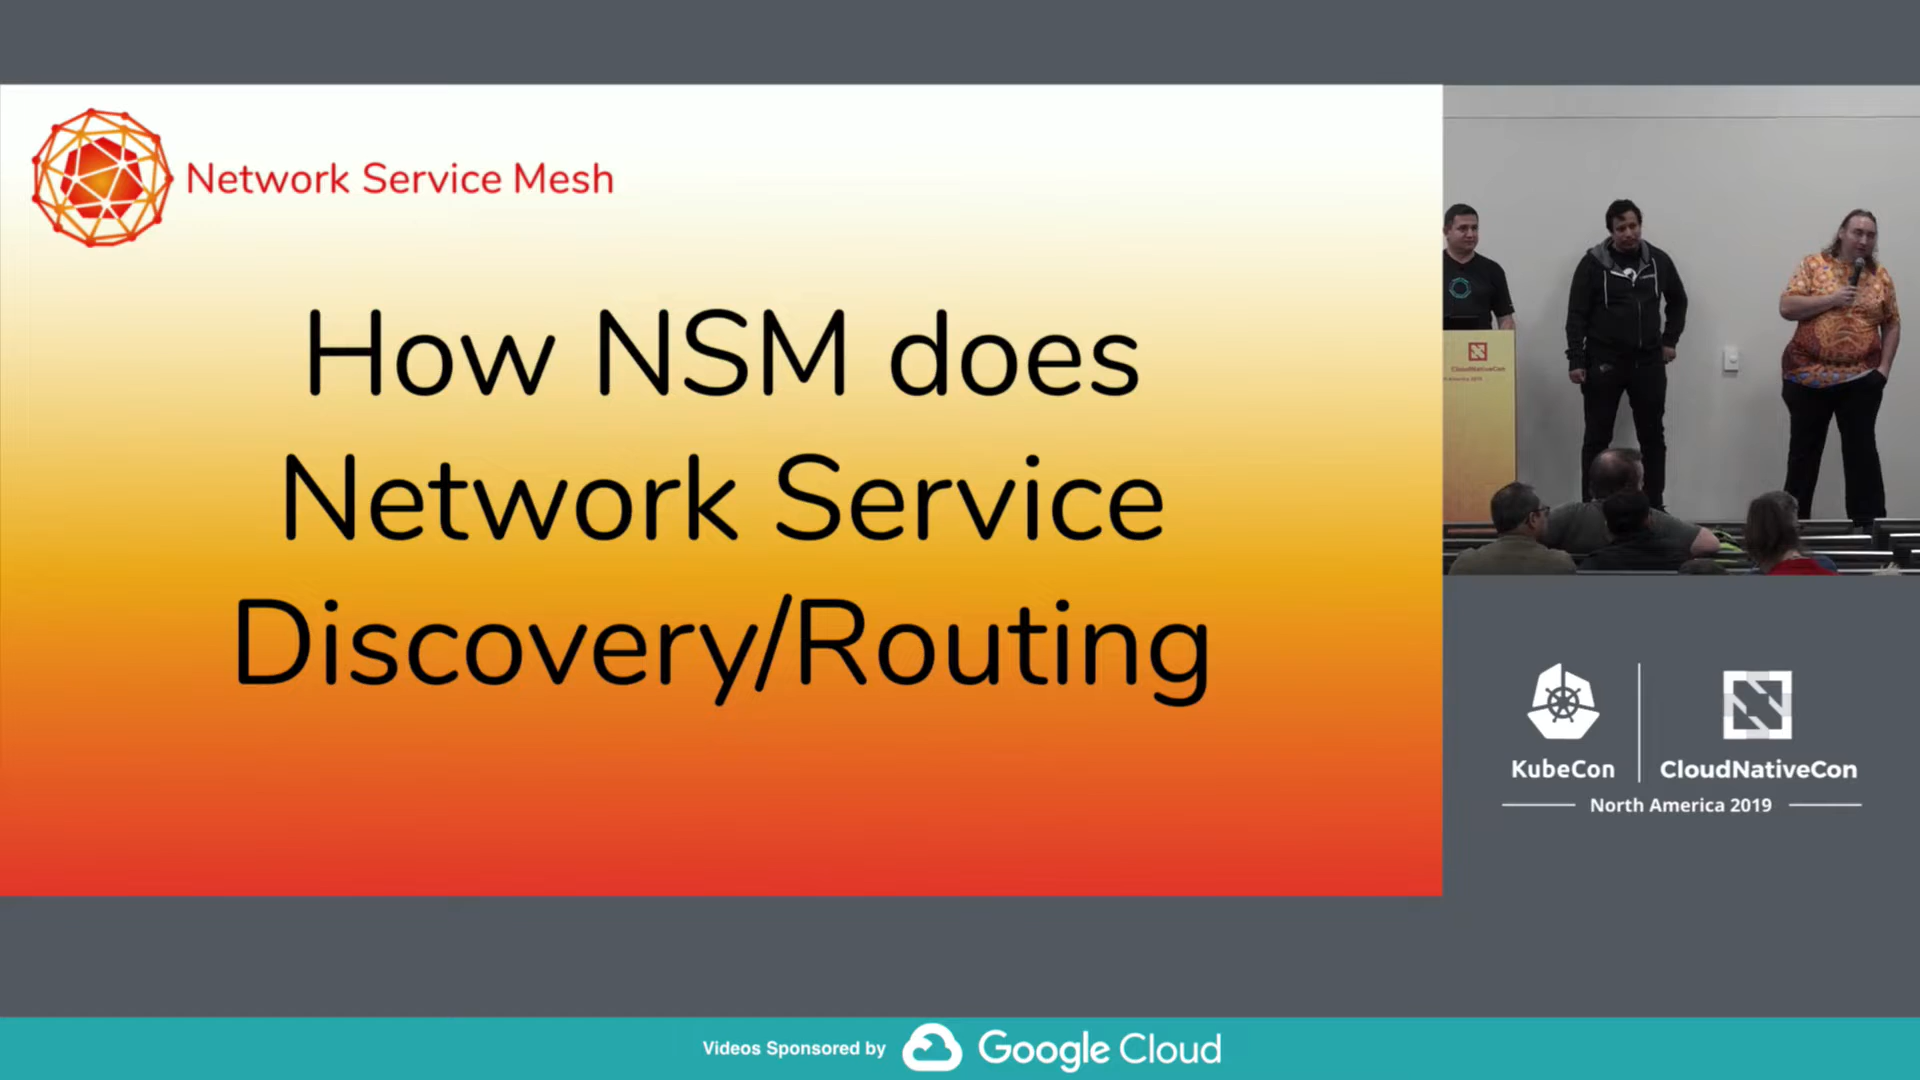 Network Service Mesh
How NSM does
Network Service
Discovery/Routing
CloudNativeCon
KubeCon
CloudNativeCon
North America 2019
Videos Sponsored by
Google Cloud